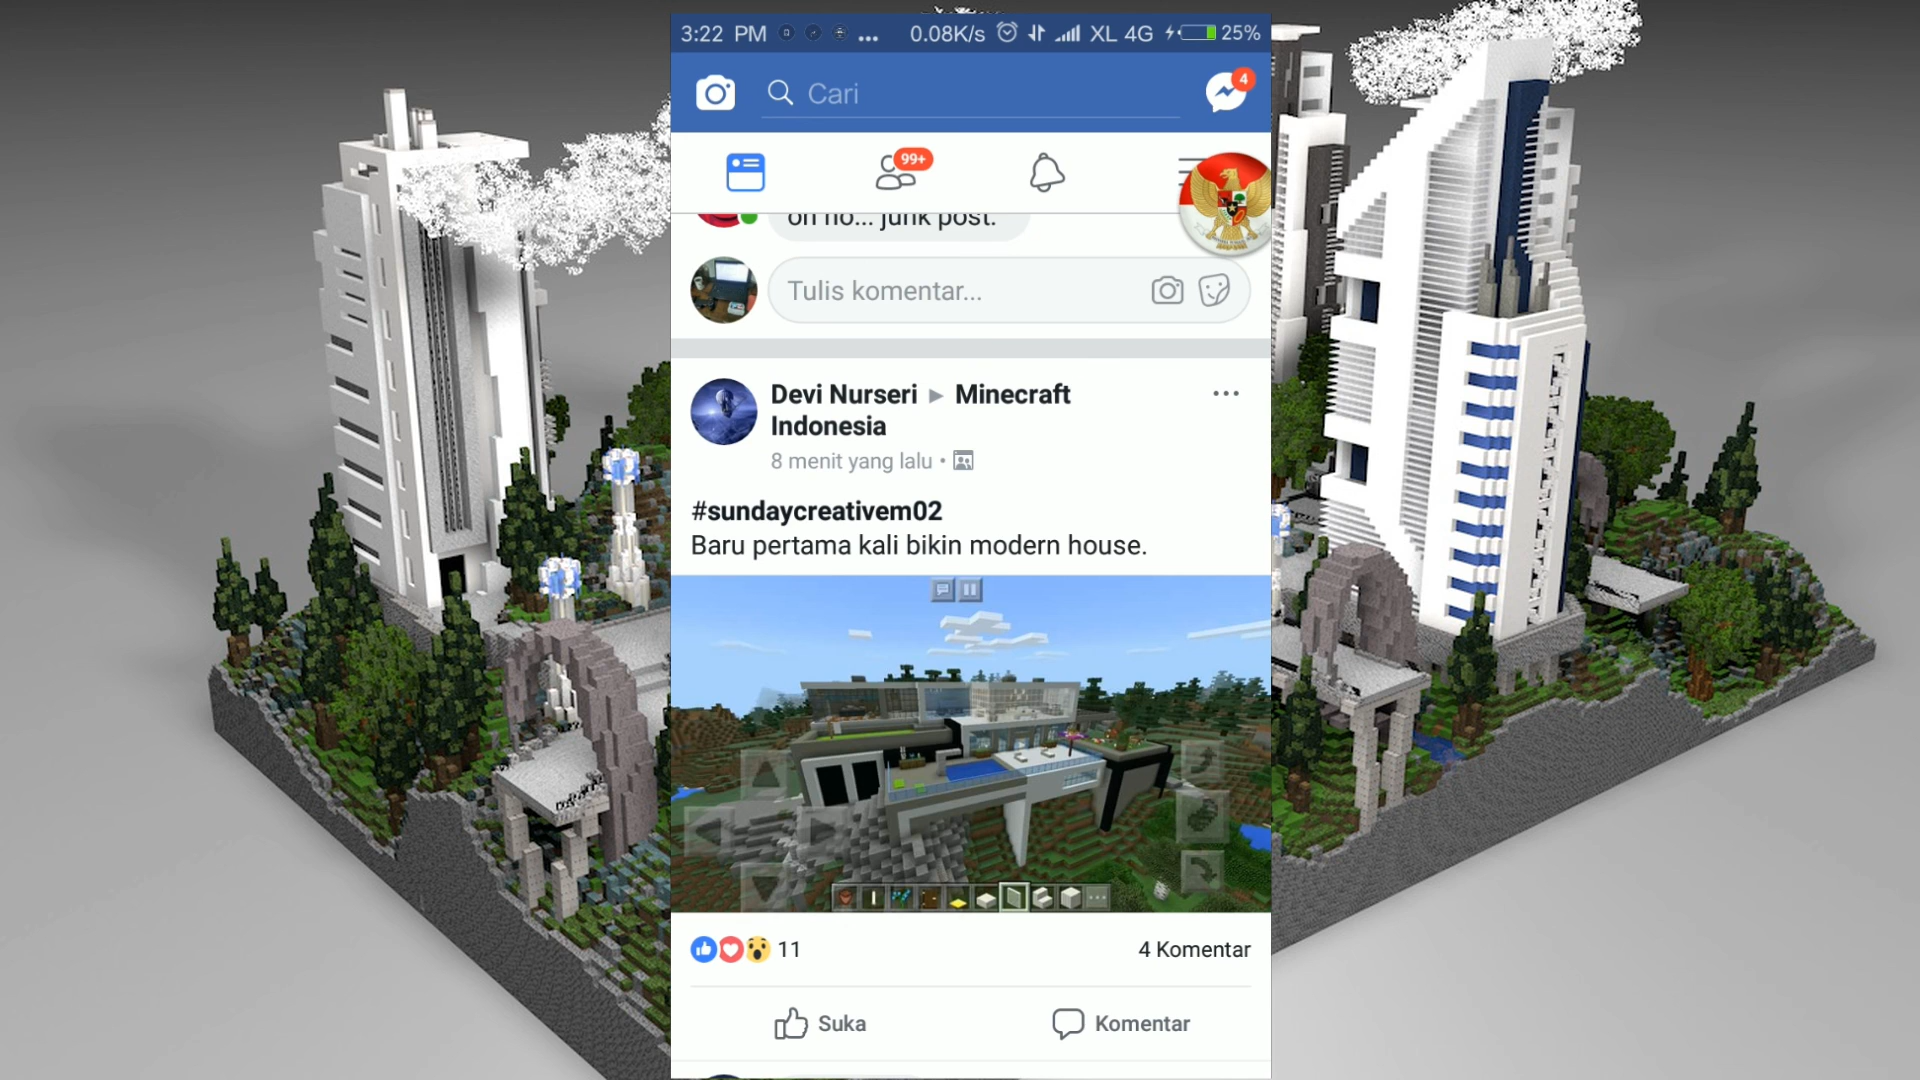 3:22 PM ... 0.08K/s XL 4G 25%
Cari
4
99+
oh no... junk post.
Tulis komentar...
Devi Nurseri ▸ Minecraft
Indonesia
8 menit yang lalu •
#sundaycreativem02
Baru pertama kali bikin modern house.
11
4 Komentar
Suka
Komentar